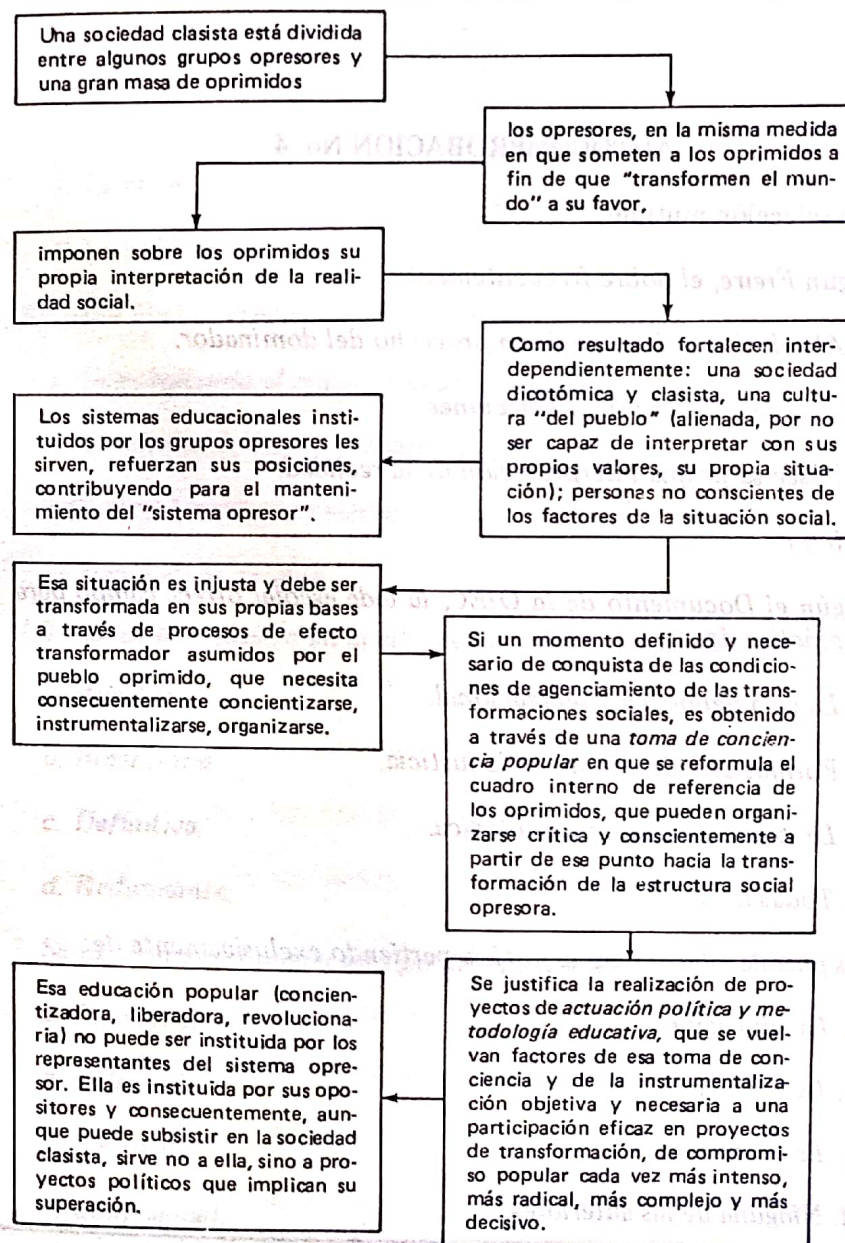 Una sociedad clasista está dividida
entre algunos grupos opresores y
una gran masa de oprimidos
los opresores, en la misma medida
en que someten a los oprimidos a
fin de que "transformen el mun-
do" a su favor,
imponen sobre los oprimidos su
propia interpretación de la reali-
dad social.
Como resultado fortalecen inter-
dependientemente: una sociedad
dicotómica y clasista, una cultu-
ra "del pueblo" (alienada, por no
ser capaz de interpretar con sus
propios valores, su propia situa-
ción); personas no conscientes de
los factores de la situación social.
Los sistemas educacionales insti-
tuidos por los grupos opresores les
sirven, refuerzan sus posiciones,
contribuyendo para el manteni-
miento del "sistema opresor".
Esa situación es injusta y debe ser
transformada en sus propias bases
a través de procesos de efecto
transformador asumidos por el
pueblo oprimido, que necesita
consecuentemente concientizarse,
instrumentalizarse, organizarse.
Si un momento definido y nece-
sario de conquista de las condicio-
nes de agenciamiento de las trans-
formaciones sociales, es obtenido
a través de una toma de concien-
cia popular en que se reformula el
cuadro interno de referencia de
los oprimidos, que pueden organi-
zarse crítica y conscientemente a
partir de ese punto hacia la trans-
formación de la estructura social
opresora.
Se justifica la realización de pro-
yectos de actuación política y me-
todología educativa, que se vuel-
van factores de esa toma de con-
ciencia y de la instrumentaliza-
ción objetiva y necesaria a una
participación eficaz en proyectos
de transformación, de compromi-
so popular cada vez más intenso,
más radical, más complejo y más
decisivo.
Esa educación popular (concien-
tizadora, liberadora, revoluciona-
ria) no puede ser instituida por los
representantes del sistema opre-
sor. Ella es instituida por sus opo-
sitores y consecuentemente, aun-
que puede subsistir en la sociedad
clasista, sirve no a ella, sino a pro-
yectos políticos que implican su
superación.